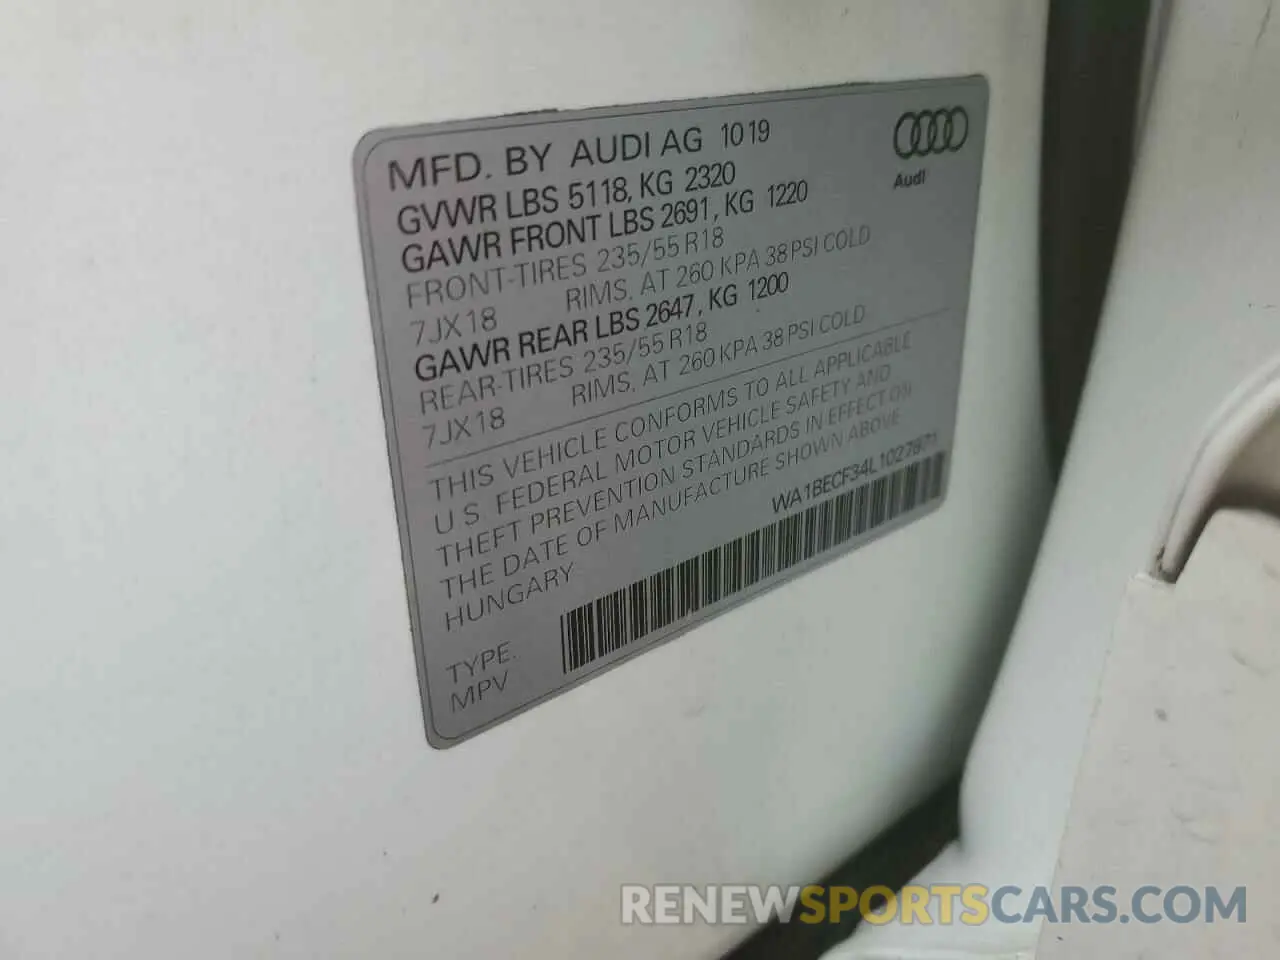 MFD. BY AUDI AG 1019
GVWR LBS 5118, KG 2320
GAWR FRONT LBS 2691, KG 1220
FRONT-TIRES 235/55 R18
7JX18 RIMS. AT 260 KPA 38 PSI COLD
GAWR REAR LBS 2647, KG 1200
REAR-TIRES 235/55 R18
7JX18 RIMS. AT 260 KPA 38 PSI COLD
THIS VEHICLE CONFORMS TO ALL APPLICABLE
U S FEDERAL MOTOR VEHICLE SAFETY AND
THEFT PREVENTION STANDARDS IN EFFECT ON
THE DATE OF MANUFACTURE SHOWN ABOVE
HUNGARY
TYPE.
MPV
Audi
RENEWSPORTSCARS.COM